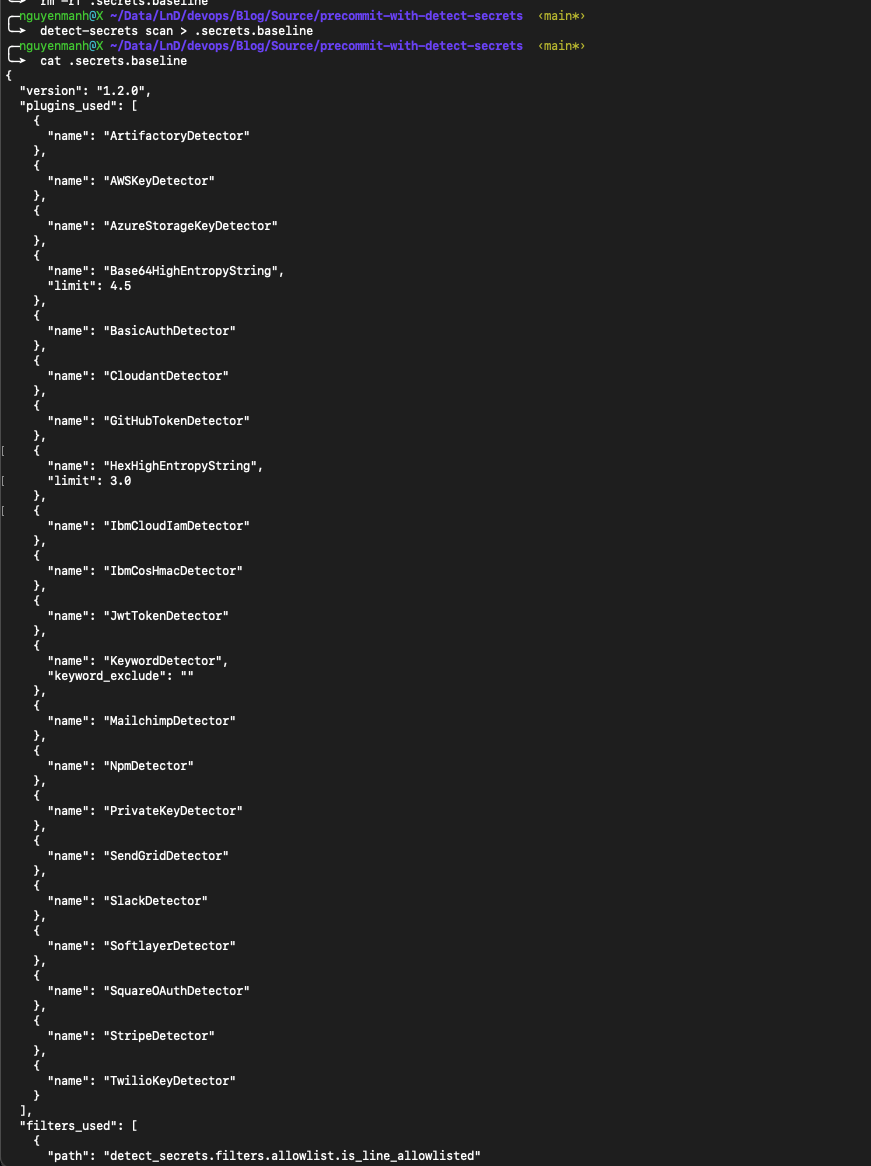 rm -rf .secrets.baseline
nguyenmanh@X ~/Data/LnD/devops/Blog/Source/precommit-with-detect-secrets ‹main*›
detect-secrets scan > .secrets.baseline
nguyenmanh@X ~/Data/LnD/devops/Blog/Source/precommit-with-detect-secrets ‹main*›
cat .secrets.baseline
{
  "version": "1.2.0",
  "plugins_used": [
    {
      "name": "ArtifactoryDetector"
    },
    {
      "name": "AWSKeyDetector"
    },
    {
      "name": "AzureStorageKeyDetector"
    },
    {
      "name": "Base64HighEntropyString",
      "limit": 4.5
    },
    {
      "name": "BasicAuthDetector"
    },
    {
      "name": "CloudantDetector"
    },
    {
      "name": "GitHubTokenDetector"
    },
[    {
      "name": "HexHighEntropyString",
[      "limit": 3.0
    },
[    {
      "name": "IbmCloudIamDetector"
    },
    {
      "name": "IbmCosHmacDetector"
    },
    {
      "name": "JwtTokenDetector"
    },
    {
      "name": "KeywordDetector",
      "keyword_exclude": ""
    },
    {
      "name": "MailchimpDetector"
    },
    {
      "name": "NpmDetector"
    },
    {
      "name": "PrivateKeyDetector"
    },
    {
      "name": "SendGridDetector"
    },
    {
      "name": "SlackDetector"
    },
    {
      "name": "SoftlayerDetector"
    },
    {
      "name": "SquareOAuthDetector"
    },
    {
      "name": "StripeDetector"
    },
    {
      "name": "TwilioKeyDetector"
    }
  ],
  "filters_used": [
    {
      "path": "detect_secrets.filters.allowlist.is_line_allowlisted"